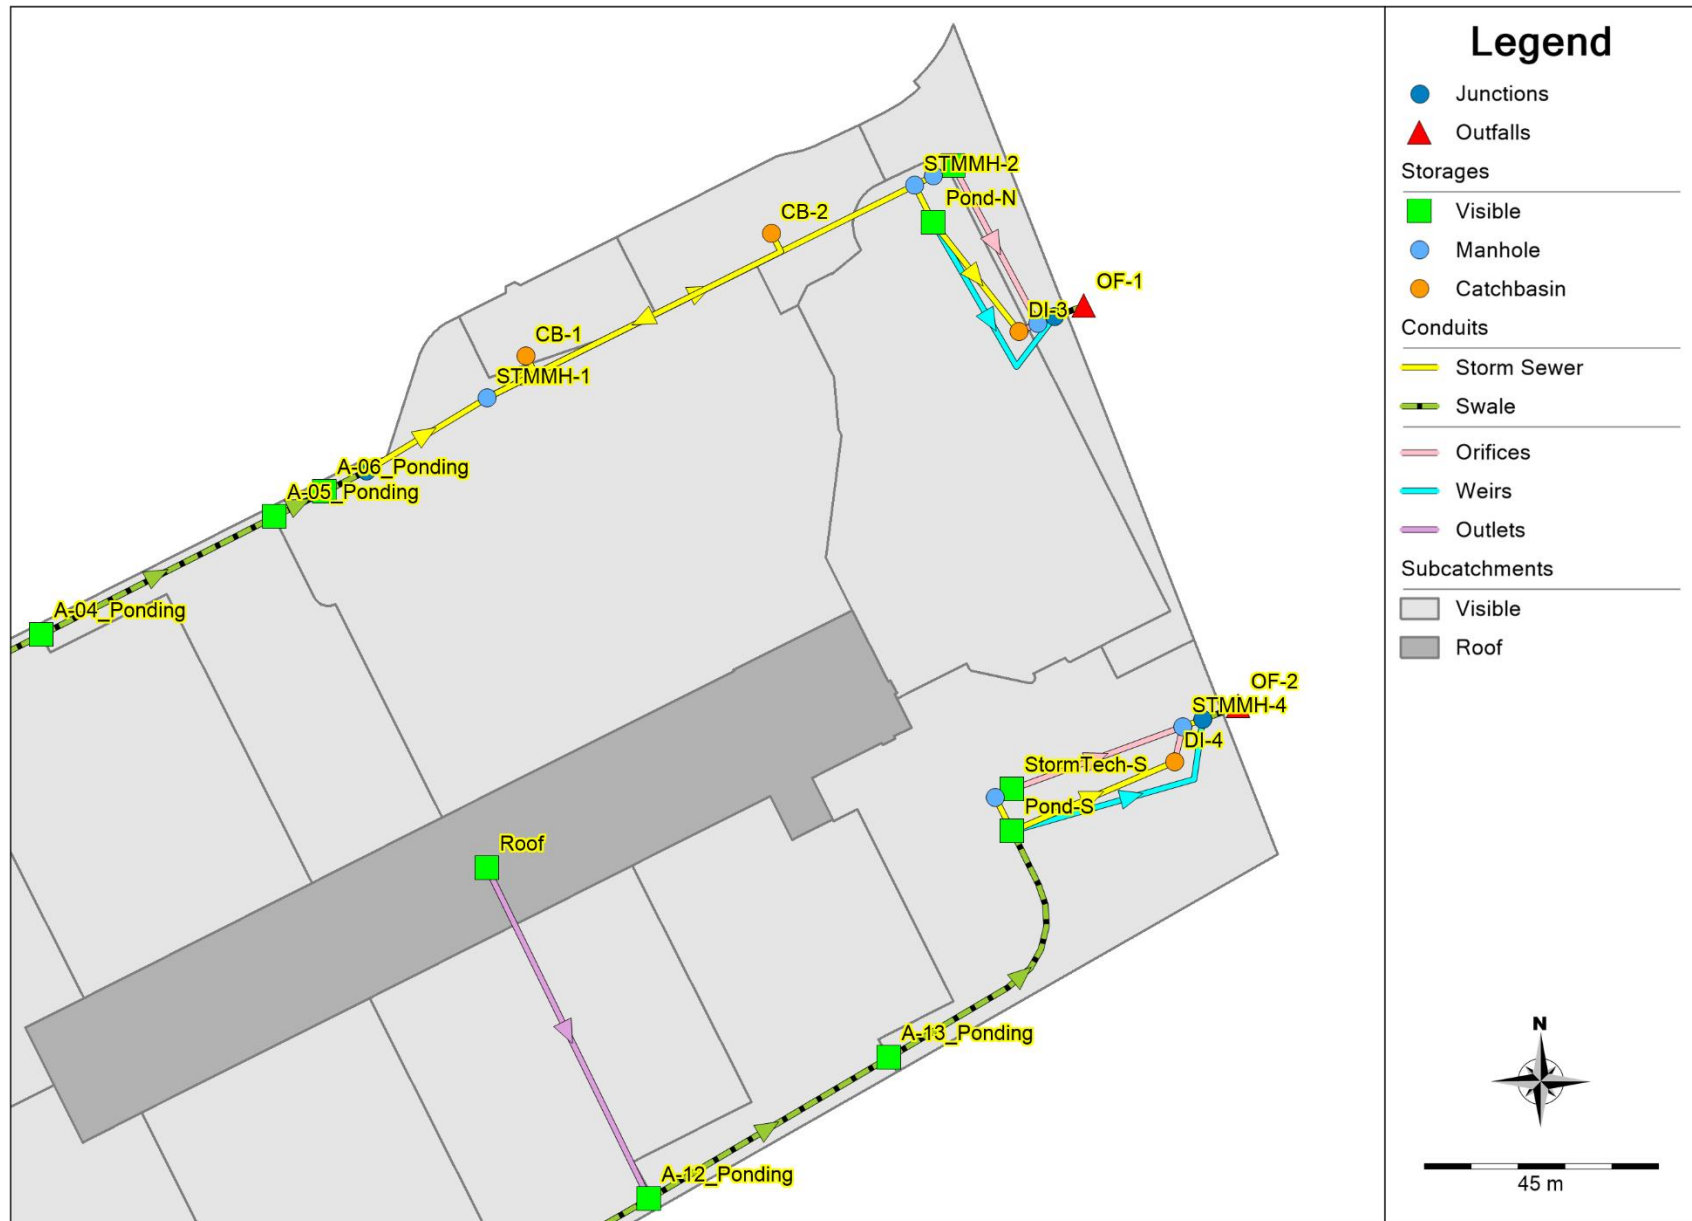 STMMH-2
Pond-N
CB-2
OF-1
DI-3
CB-1
STMMH-1
A-06_Ponding
A-05_Ponding
A-04_Ponding
OF-2
STMMH-4
DI-4
StormTech-S
Pond-S
Roof
A-13_Ponding
A-12_Ponding
Legend
Junctions
Outfalls
Storages
Visible
Manhole
Catchbasin
Conduits
Storm Sewer
Swale
Orifices
Weirs
Outlets
Subcatchments
Visible
Roof
N
45 m